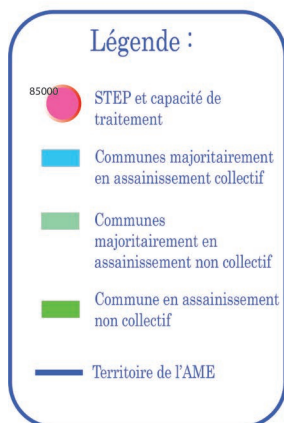 Légende :
85000
STEP et capacité de
traitement
Communes majoritairement
en assainissement collectif
Communes
majoritairement en
assainissement non collectif
Commune en assainissement
non collectif
Territoire de l'AME